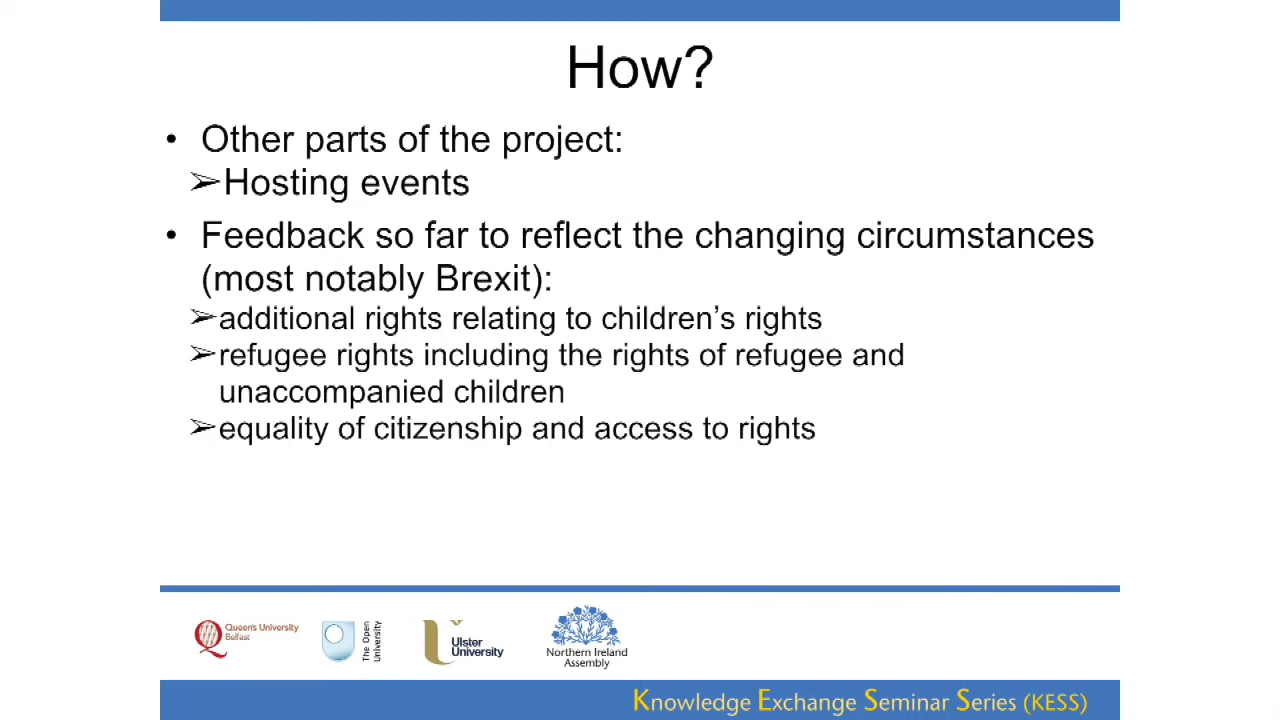 How?
• Other parts of the project:
➢Hosting events
• Feedback so far to reflect the changing circumstances
(most notably Brexit):
➢additional rights relating to children’s rights
➢refugee rights including the rights of refugee and
unaccompanied children
➢equality of citizenship and access to rights
Queen's University
Belfast
The Open
University
Ulster
University
Northern Ireland
Assembly
Knowledge Exchange Seminar Series (KESS)